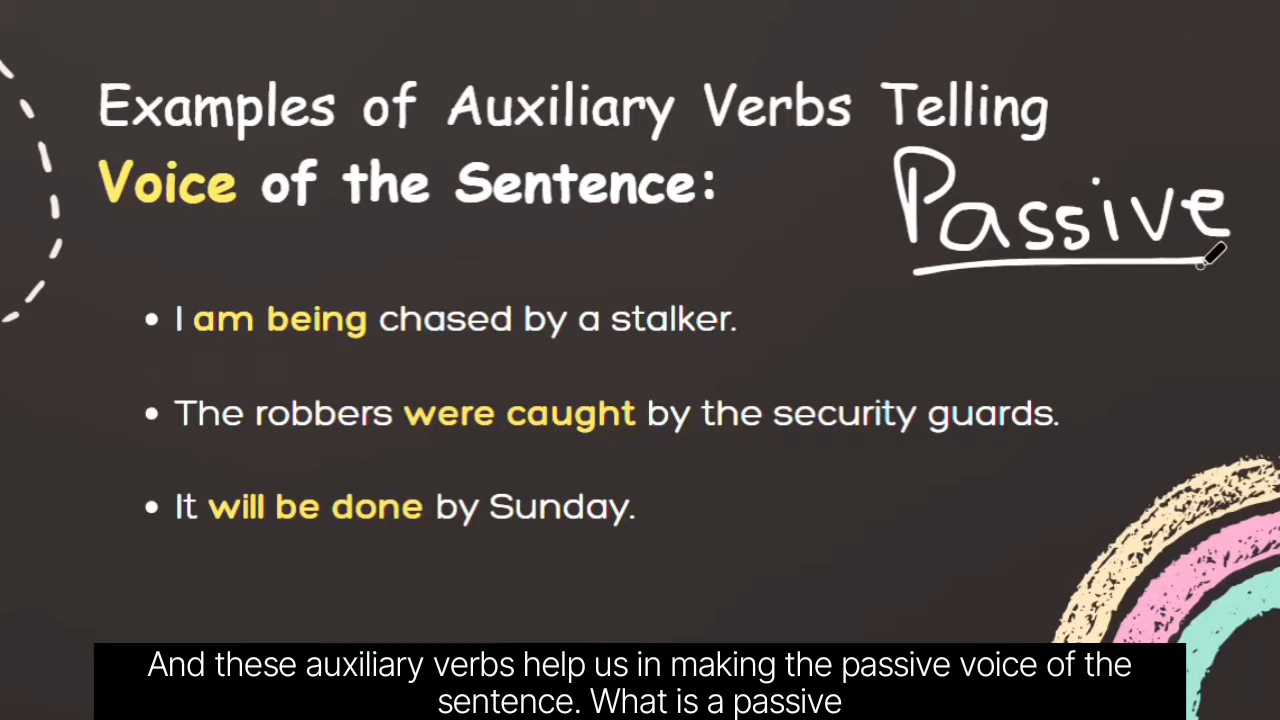 Examples of Auxiliary Verbs Telling
Voice of the Sentence:
Passive
• I am being chased by a stalker.
• The robbers were caught by the security guards.
• It will be done by Sunday.
And these auxiliary verbs help us in making the passive voice of the
sentence. What is a passive